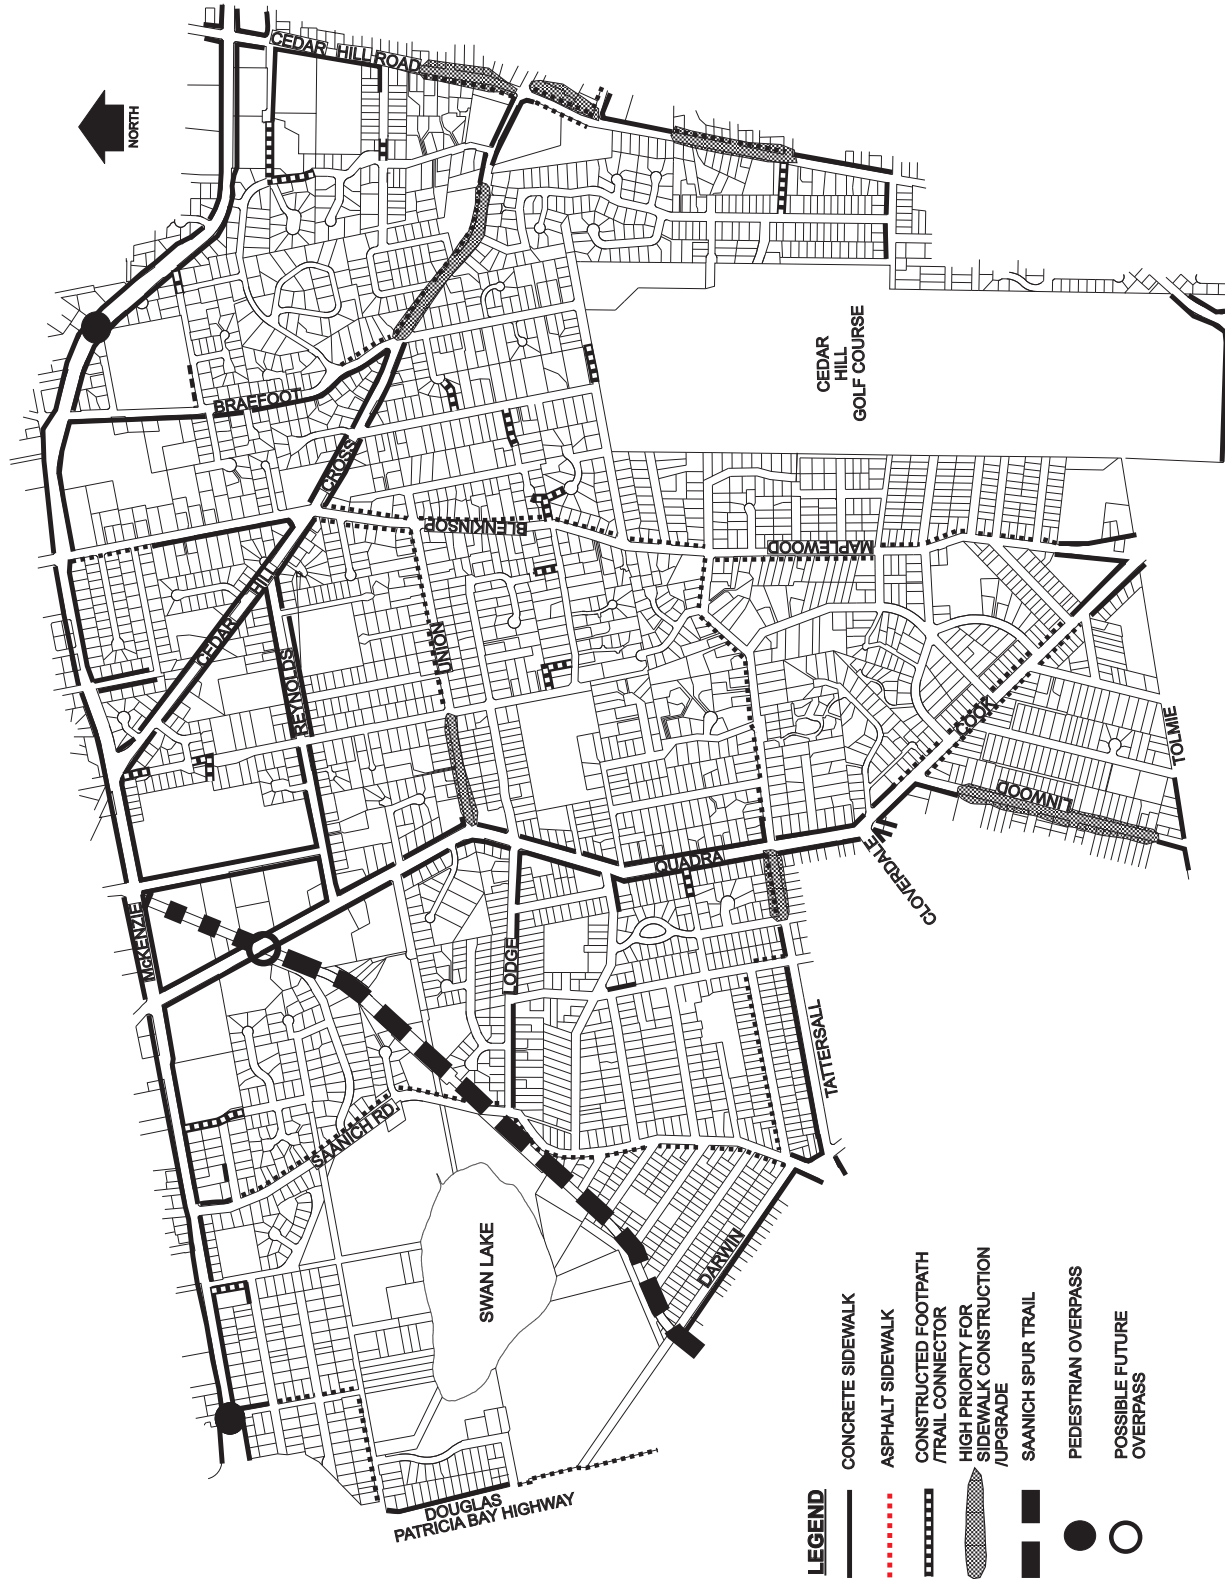 NORTH
CEDAR HILL ROAD
BRAEFOOT
CROSS
HILL
CEDAR
BLENKINSOP
MAPLEWOOD
UNION
REYNOLDS
McKENZIE
QUADRA
LODGE
CEDAR
HILL
GOLF COURSE
COOK
TOLMIE
LINWOOD
CLOVERDALE
TATTERSALL
SAANICH RD.
SWAN LAKE
DARWIN
DOUGLAS
PATRICIA BAY HIGHWAY
LEGEND
CONCRETE SIDEWALK
ASPHALT SIDEWALK
CONSTRUCTED FOOTPATH
/TRAIL CONNECTOR
HIGH PRIORITY FOR
SIDEWALK CONSTRUCTION
/UPGRADE
SAANICH SPUR TRAIL
PEDESTRIAN OVERPASS
POSSIBLE FUTURE
OVERPASS